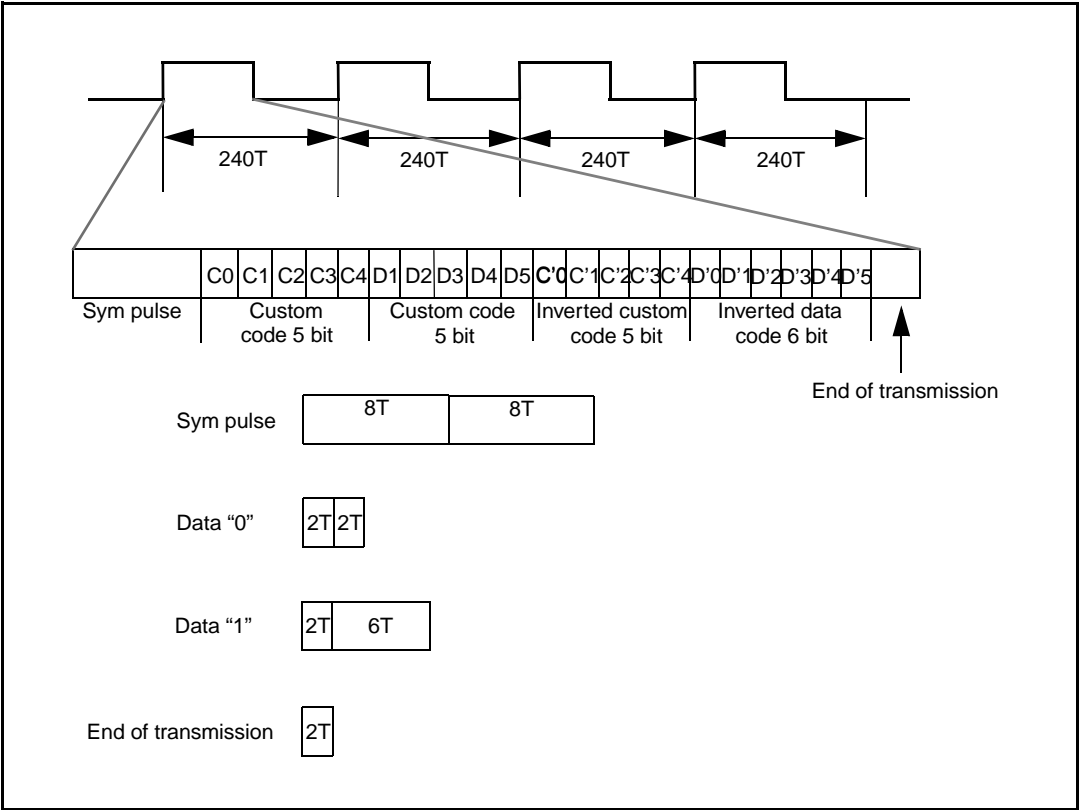 240T 240T 240T 240T
C0 C1 C2 C3 C4 D1 D2 D3 D4 D5 C'0 C'1 C'2 C'3 C'4 D'0 D'1 D'2 D'3 D'4 D'5
Sym pulse
Custom
code 5 bit
Custom code
5 bit
Inverted custom
code 5 bit
Inverted data
code 6 bit
End of transmission
Sym pulse 8T 8T
Data “0” 2T 2T
Data “1” 2T 6T
End of transmission 2T